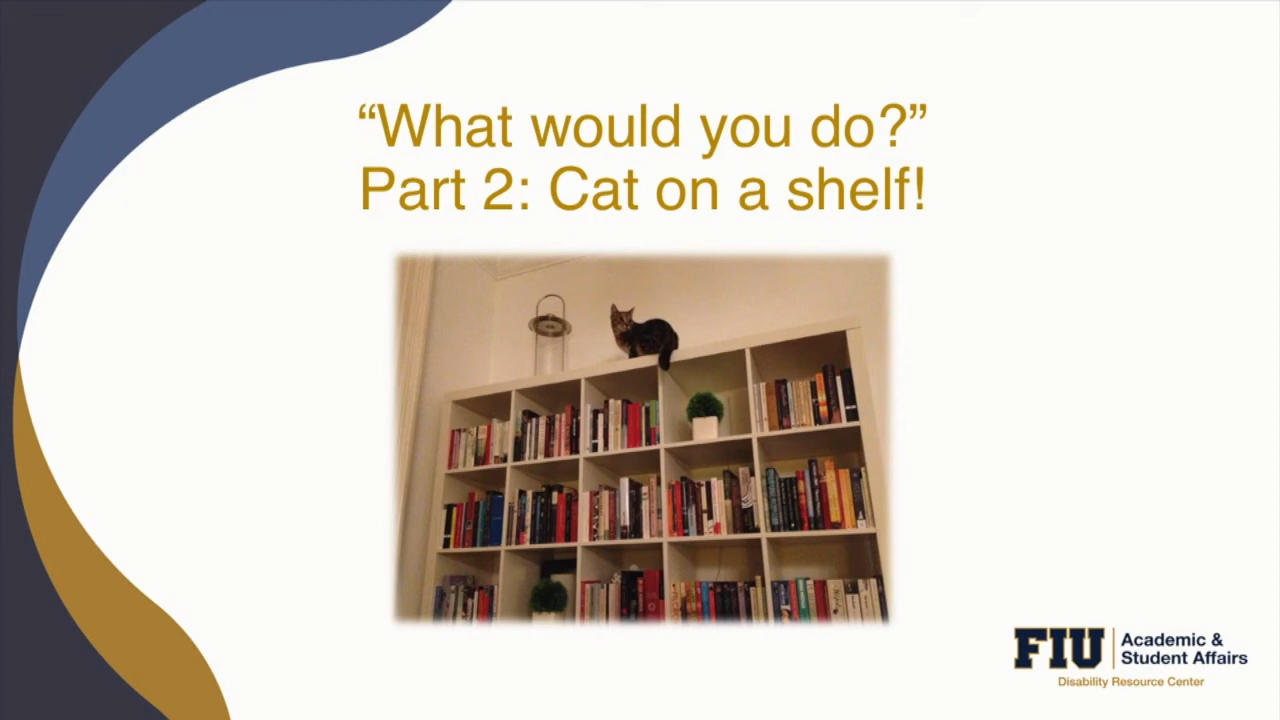 “What would you do?”
Part 2: Cat on a shelf!
FIU
Academic &
Student Affairs
Disability Resource Center